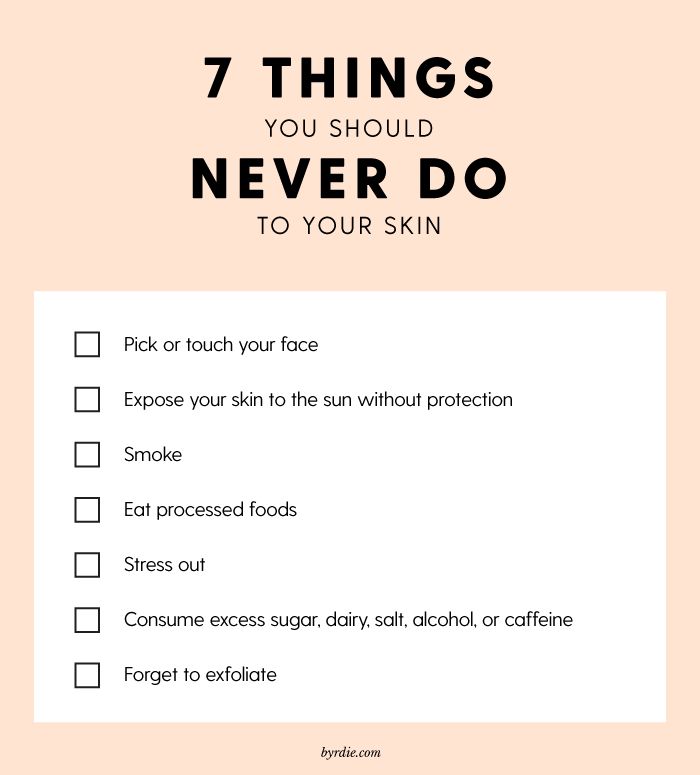 7 THINGS
YOU SHOULD
NEVER DO
TO YOUR SKIN
Pick or touch your face
Expose your skin to the sun without protection
Smoke
Eat processed foods
Stress out
Consume excess sugar, dairy, salt, alcohol, or caffeine
Forget to exfoliate
byrdie.com